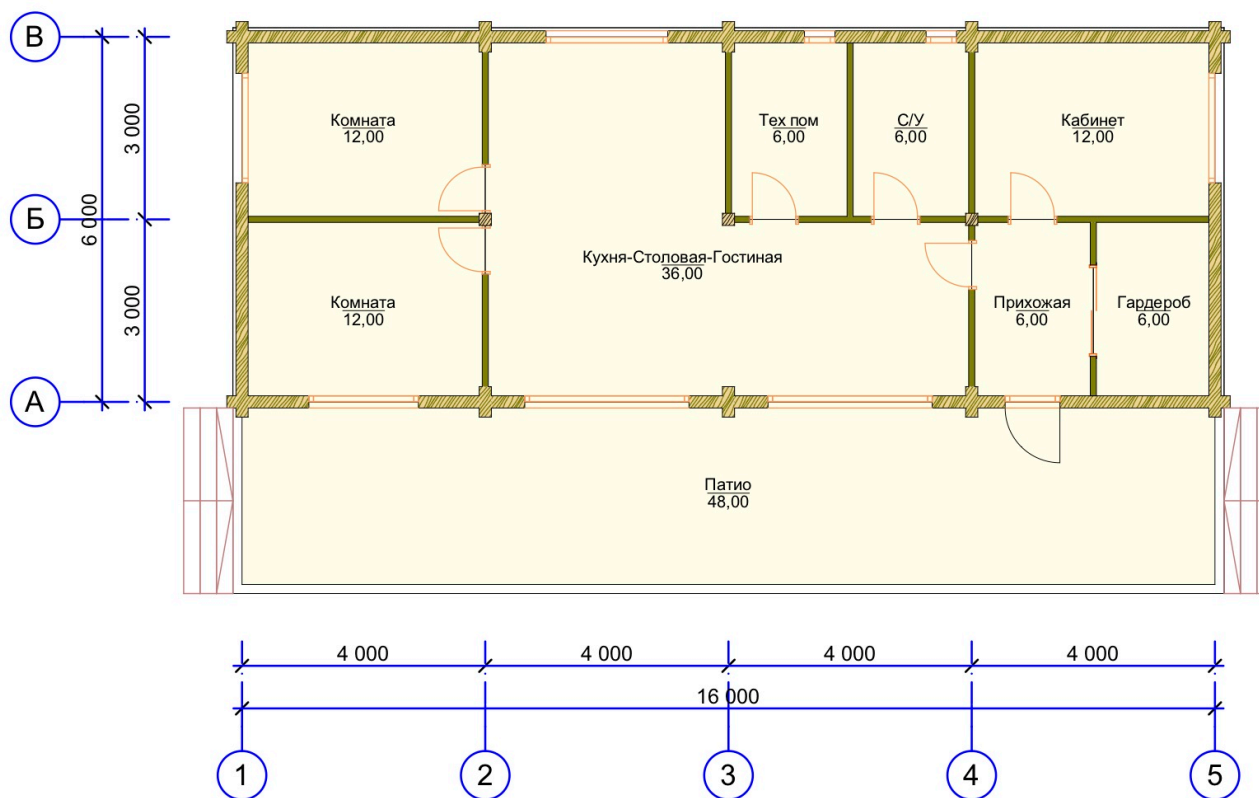 В
Б
А
3 000
6 000
3 000
Комната
12,00
Тех пом
6,00
С/У
6,00
Кабинет
12,00
Кухня-Столовая-Гостиная
36,00
Комната
12,00
Прихожая
6,00
Гардероб
6,00
Патио
48,00
4 000
4 000
4 000
4 000
16 000
1
2
3
4
5